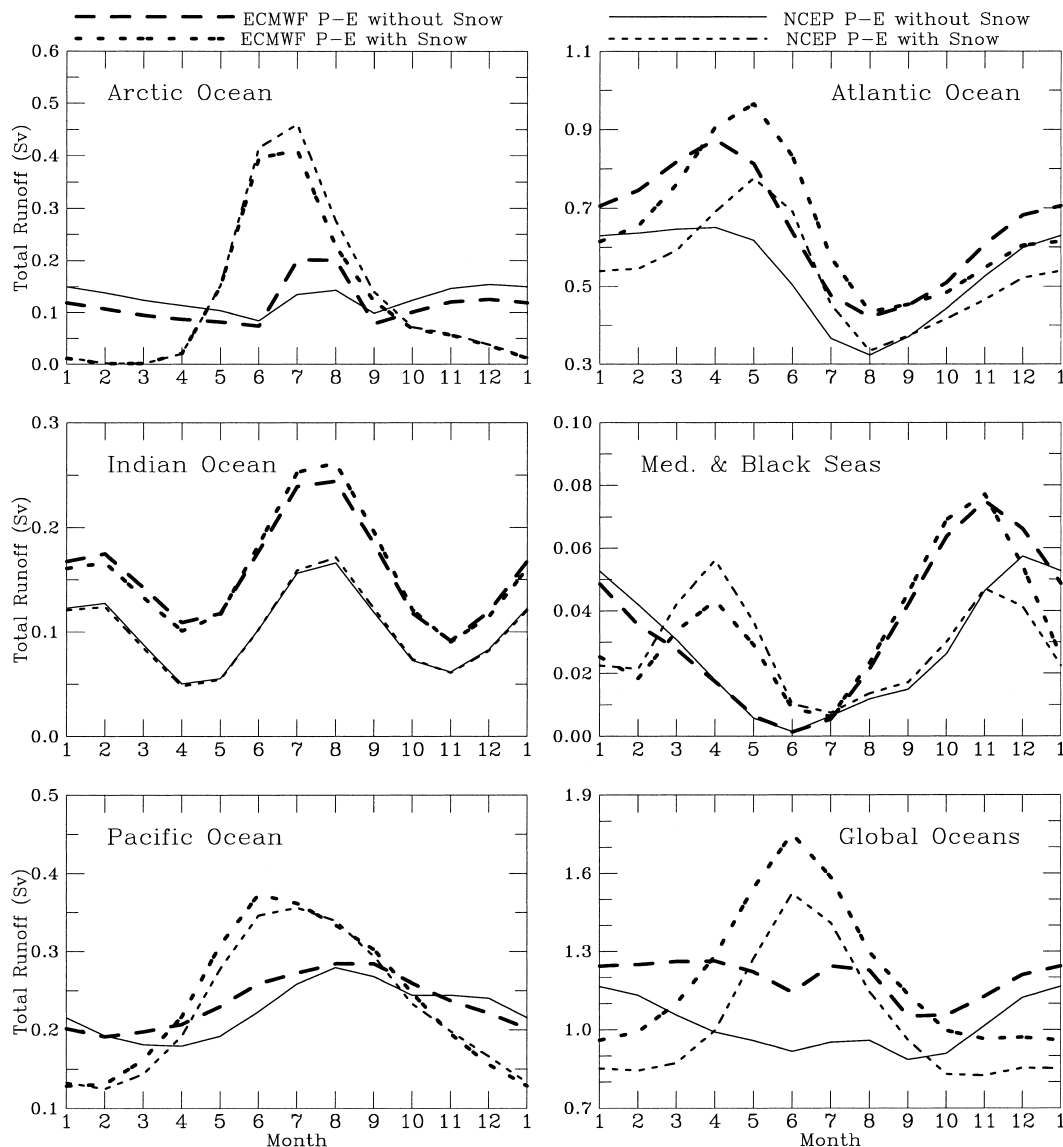 ECMWF P-E without Snow
ECMWF P-E with Snow
NCEP P-E without Snow
NCEP P-E with Snow
Arctic Ocean
Total Runoff (Sv)
0.6
0.5
0.4
0.3
0.2
0.1
0.0
1 2 3 4 5 6 7 8 9 10 11 12 1
Atlantic Ocean
1.1
0.9
0.7
0.5
0.3
1 2 3 4 5 6 7 8 9 10 11 12 1
Indian Ocean
Total Runoff (Sv)
0.3
0.2
0.1
0.0
1 2 3 4 5 6 7 8 9 10 11 12 1
Med. & Black Seas
0.10
0.08
0.06
0.04
0.02
0.00
1 2 3 4 5 6 7 8 9 10 11 12 1
Pacific Ocean
Total Runoff (Sv)
0.5
0.4
0.3
0.2
0.1
1 2 3 4 5 6 7 8 9 10 11 12 1
Month
Global Oceans
1.9
1.6
1.3
1.0
0.7
1 2 3 4 5 6 7 8 9 10 11 12 1
Month